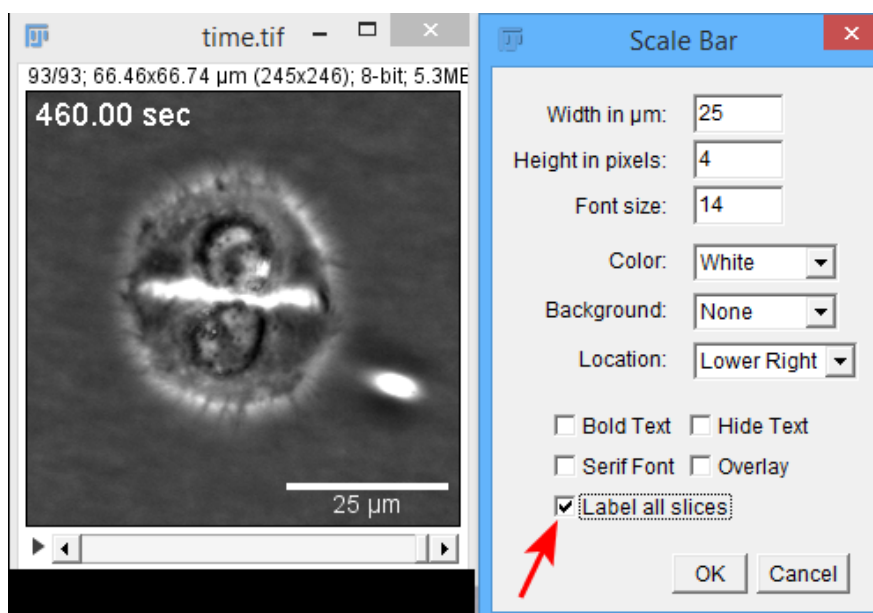 time.tif
93/93; 66.46x66.74 µm (245x246); 8-bit; 5.3ME
460.00 sec
25 µm
Scale Bar
Width in µm: 25
Height in pixels: 4
Font size: 14
Color: White
Background: None
Location: Lower Right
Bold Text Hide Text
Serif Font Overlay
Label all slices
OK Cancel